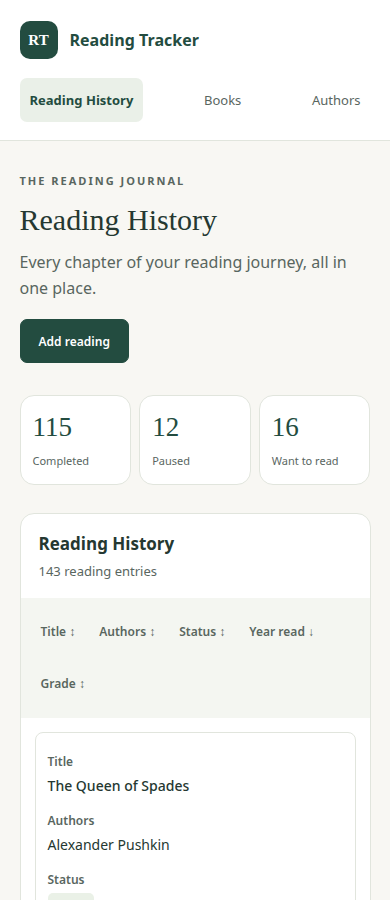 RT
Reading Tracker
Reading History Books Authors
THE READING JOURNAL
Reading History
Every chapter of your reading journey, all in
one place.
Add reading
115 12 16
Completed Paused Want to read
Reading History
143 reading entries
Title ↕ Authors ↕ Status ↕ Year read ↓
Grade ↕
Title
The Queen of Spades
Authors
Alexander Pushkin
Status